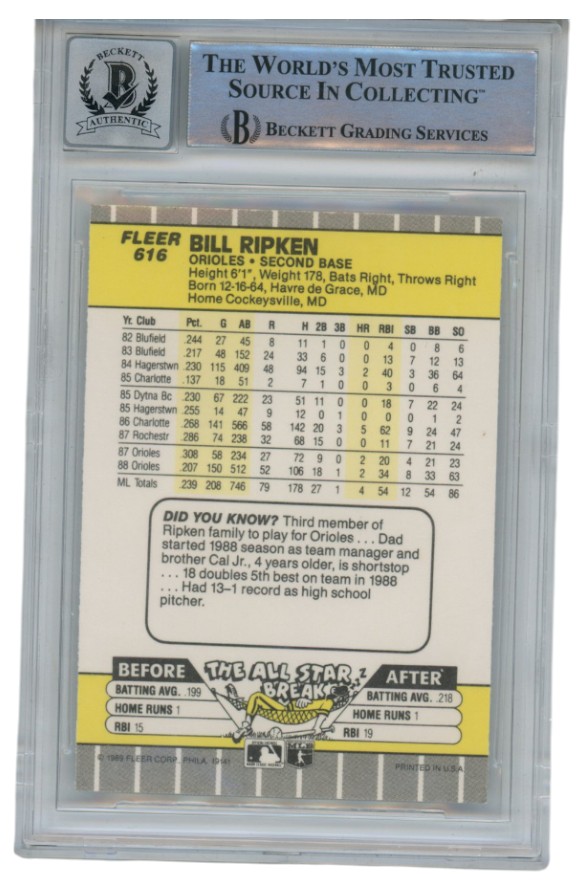 BECKETT
B
AUTHENTIC
THE WORLD'S MOST TRUSTED
SOURCE IN COLLECTING™
B BECKETT GRADING SERVICES
FLEER
616
BILL RIPKEN
ORIOLES • SECOND BASE
Height 6'1", Weight 178, Bats Right, Throws Right
Born 12-16-64, Havre de Grace, MD
Home Cockeysville, MD
Yr. Club Pct. G AB R H 2B 3B HR RBI SB BB SO
82 Blufield .244 27 45 8 11 1 0 0 4 0 8 6
83 Blufield .217 48 152 24 33 6 0 0 13 7 12 13
84 Hagerstwn .230 115 409 48 94 15 3 2 40 3 36 64
85 Charlotte .137 18 51 2 7 1 0 0 3 0 6 4
85 Dytna Bc .230 67 222 23 51 11 0 0 18 7 22 24
85 Hagerstwn .255 14 47 9 12 0 1 0 0 0 1 2
86 Charlotte .268 141 566 58 142 20 3 5 62 9 24 47
87 Rochestr .286 74 238 32 68 15 0 0 11 7 21 24
87 Orioles .308 58 234 27 72 9 0 2 20 4 21 23
88 Orioles .207 150 512 52 106 18 1 2 34 8 33 63
ML Totals .239 208 746 79 178 27 1 4 54 12 54 86
DID YOU KNOW? Third member of
Ripken family to play for Orioles . . . Dad
started 1988 season as team manager and
brother Cal Jr., 4 years older, is shortstop
. . . 18 doubles 5th best on team in 1988
. . . Had 13–1 record as high school
pitcher.
BEFORE THE ALL STAR BREAK AFTER
BATTING AVG. .199
HOME RUNS 1
RBI 15
BATTING AVG. .218
HOME RUNS 1
RBI 19
© 1989 FLEER CORP., PHILA. 19141
PRINTED IN U.S.A.